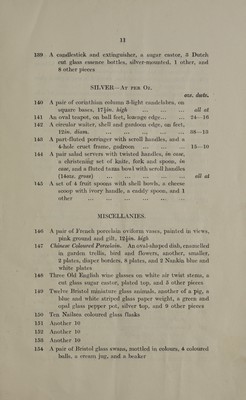 11
139 A candlestick and extinguisher, a sugar castor, 3 Dutch
cut glass essence bottles, silver-mounted, 1 other, and
8 other pieces
SILVER—At per Oz.
ozs. dwts.
140 A pair of corinthian column 3-light candelabra, on
square bases, 17½in. high ... ... ... all at
141 An oval teapot, on ball feet, lozenge edge... ... 24—16
142 A circular waiter, shell and gardoon edge, on feet,
12in. diam. ... ... ... ... ... ... 36—15
143 A part-fluted porringer with scroll handles, and a
4-hole cruet frame, gadroon ... ... ... 15—10
144 A pair salad servers with twisted handles, in case,
a christening set of knife, fork and spoon, in
case, and a fluted tazza bowl with scroll handles
(14ozs. gross) ... ... ... ... ... all at
145 A set of 4 fruit spoons with shell bowls, a cheese
scoop with ivory handle, a caddy spoon, and 1
other ... ... ... ... ... ...
MISCELLANIES.
146 A pair of French porcelain oviform vases, painted in views,
pink ground and gilt, 12½in. high
147 Chinese Coloured Porcelain. An oval-shaped dish, enamelled
in garden trellis, bird and flowers, another, smaller,
2 plates, diaper borders, 8 plates, and 2 Nankin blue and
white plates
148 Three Old English wine glasses on white air twist stems, a
cut glass sugar castor, plated top, and 5 other pieces
149 Twelve Bristol miniature glass animals, another of a pig, a
blue and white striped glass paper weight, a green and
opal glass pepper pot, silver top, and 9 other pieces
150 Ten Nailsea coloured glass flasks
151 Another 10
152 Another 10
153 Another 10
154 A pair of Bristol glass swans, mottled in colours, 4 coloured
balls, a cream jug, and a beaker